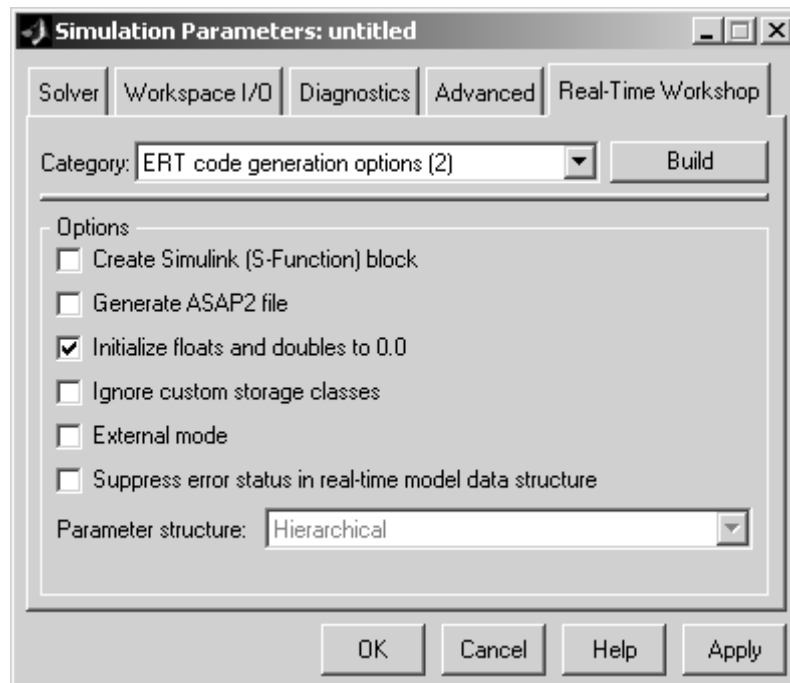 Simulation Parameters: untitled
Solver Workspace I/O Diagnostics Advanced Real-Time Workshop
Category: ERT code generation options (2) Build
Options
Create Simulink (S-Function) block
Generate ASAP2 file
Initialize floats and doubles to 0.0
Ignore custom storage classes
External mode
Suppress error status in real-time model data structure
Parameter structure: Hierarchical
OK Cancel Help Apply